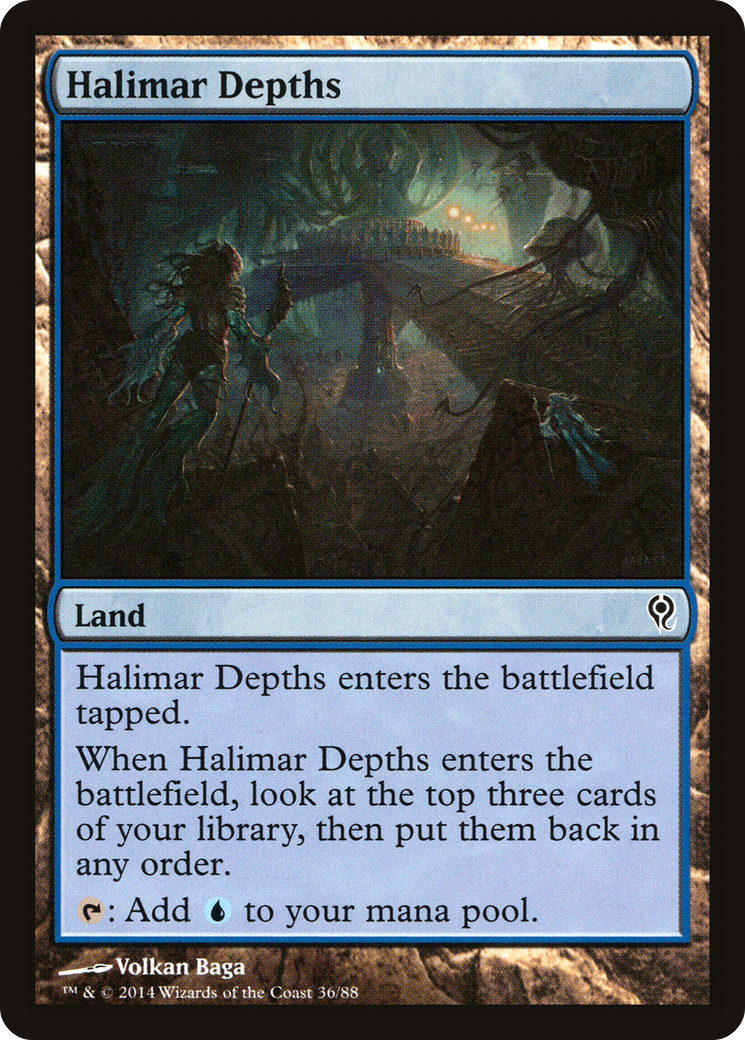 Halimar Depths
Land
Halimar Depths enters the battlefield
tapped.
When Halimar Depths enters the
battlefield, look at the top three cards
of your library, then put them back in
any order.
: Add to your mana pool.
Volkan Baga
™ & © 2014 Wizards of the Coast 36/88